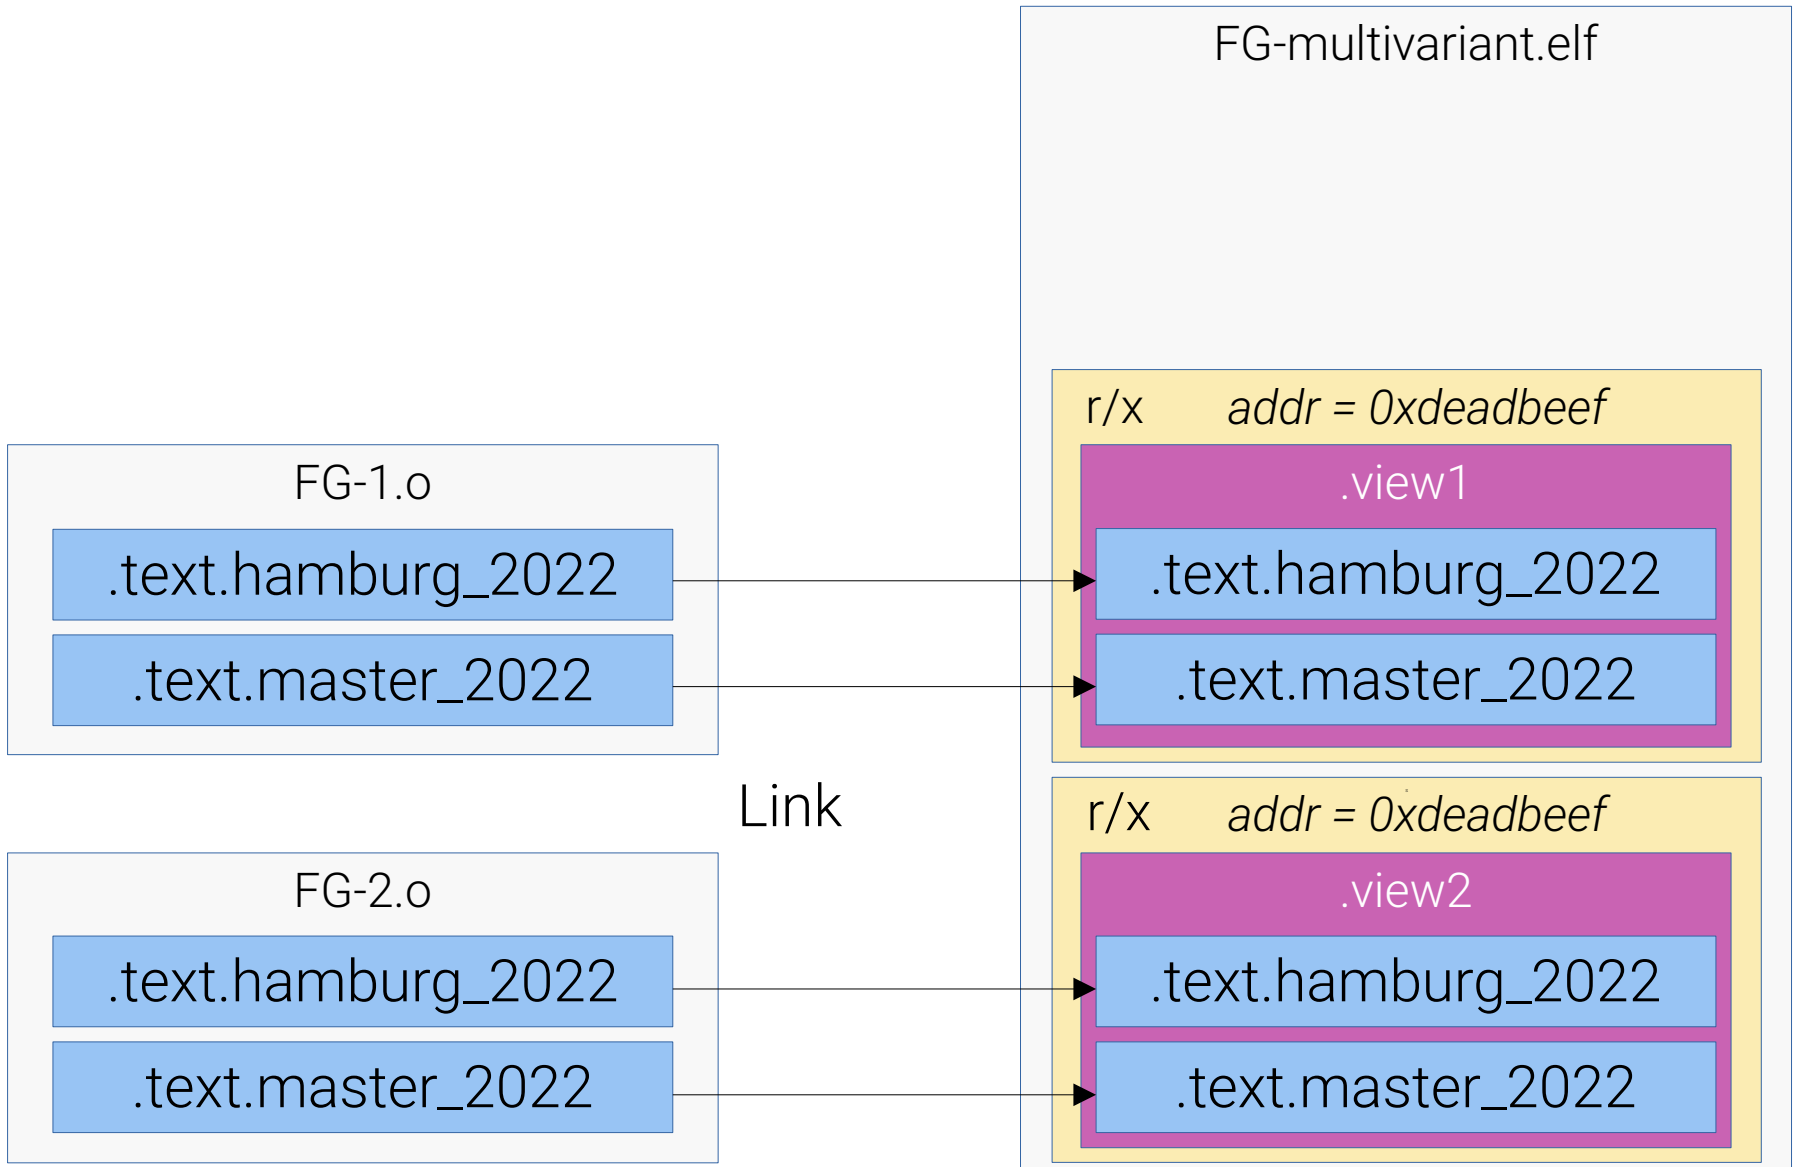 FG-multivariant.elf
r/x addr = 0xdeadbeef
FG-1.o
.view1
.text.hamburg_2022
.text.hamburg_2022
.text.master_2022
.text.master_2022
Link
r/x addr = 0xdeadbeef
FG-2.o
.view2
.text.hamburg_2022
.text.hamburg_2022
.text.master_2022
.text.master_2022